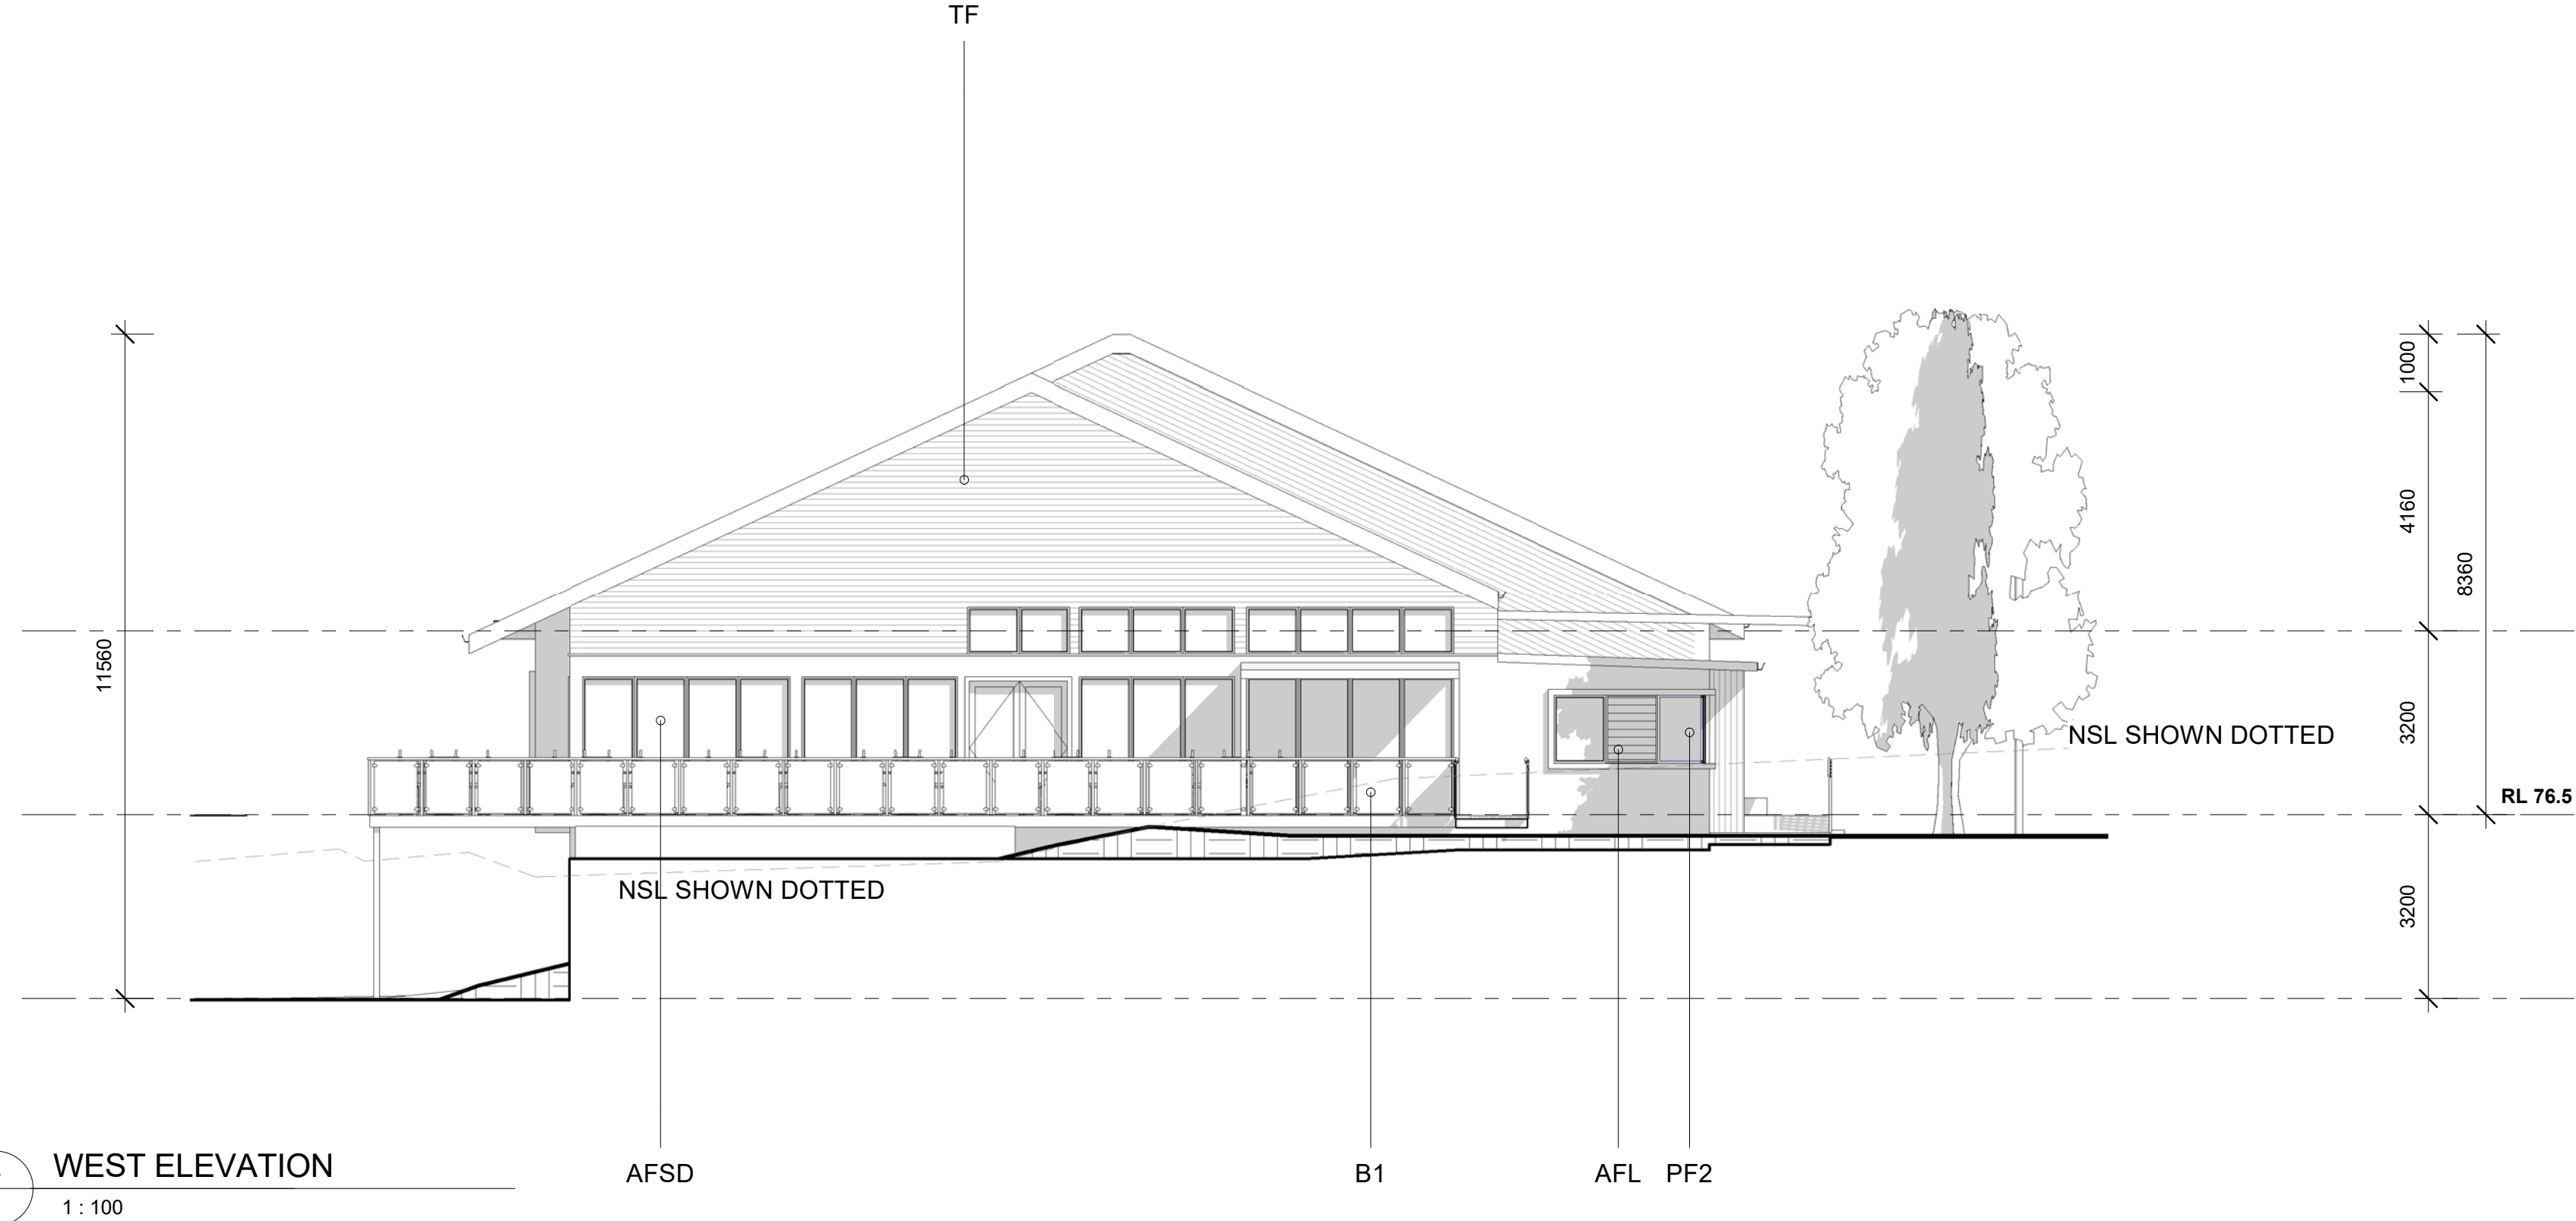 TF
11560
1000
4160
8360
3200
3200
NSL SHOWN DOTTED
RL 76.5
NSL SHOWN DOTTED
AFSD
B1
AFL
PF2
WEST ELEVATION
1 : 100